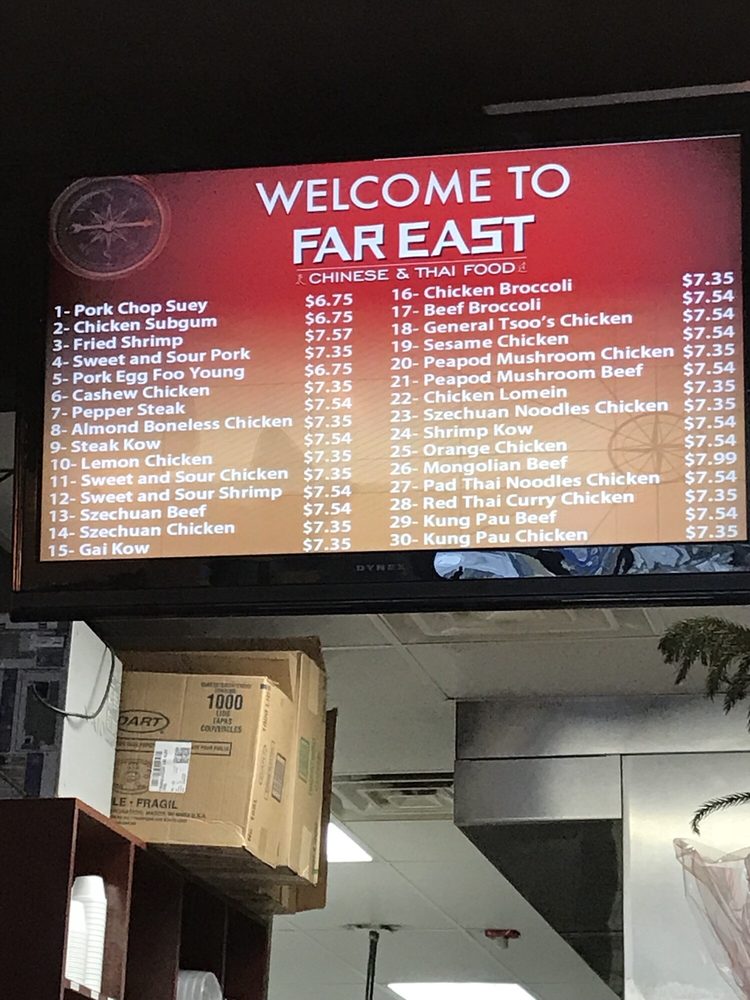 WELCOME TO
FAR EAST
CHINESE & THAI FOOD
1- Pork Chop Suey $6.75
2- Chicken Subgum $6.75
3- Fried Shrimp $7.57
4- Sweet and Sour Pork $7.35
5- Pork Egg Foo Young $6.75
6- Cashew Chicken $7.35
7- Pepper Steak $7.54
8- Almond Boneless Chicken $7.35
9- Steak Kow $7.54
10- Lemon Chicken $7.35
11- Sweet and Sour Chicken $7.35
12- Sweet and Sour Shrimp $7.54
13- Szechuan Beef $7.54
14- Szechuan Chicken $7.35
15- Gai Kow $7.35
16- Chicken Broccoli $7.35
17- Beef Broccoli $7.54
18- General Tsoo's Chicken $7.54
19- Sesame Chicken $7.54
20- Peapod Mushroom Chicken $7.35
21- Peapod Mushroom Beef $7.54
22- Chicken Lomein $7.35
23- Szechuan Noodles Chicken $7.35
24- Shrimp Kow $7.54
25- Orange Chicken $7.54
26- Mongolian Beef $7.99
27- Pad Thai Noodles Chicken $7.54
28- Red Thai Curry Chicken $7.35
29- Kung Pau Beef $7.54
30- Kung Pau Chicken $7.35
DYNEX
DART
1000
LIDS
TAPAS
COUVERCLES
LE • FRAGIL